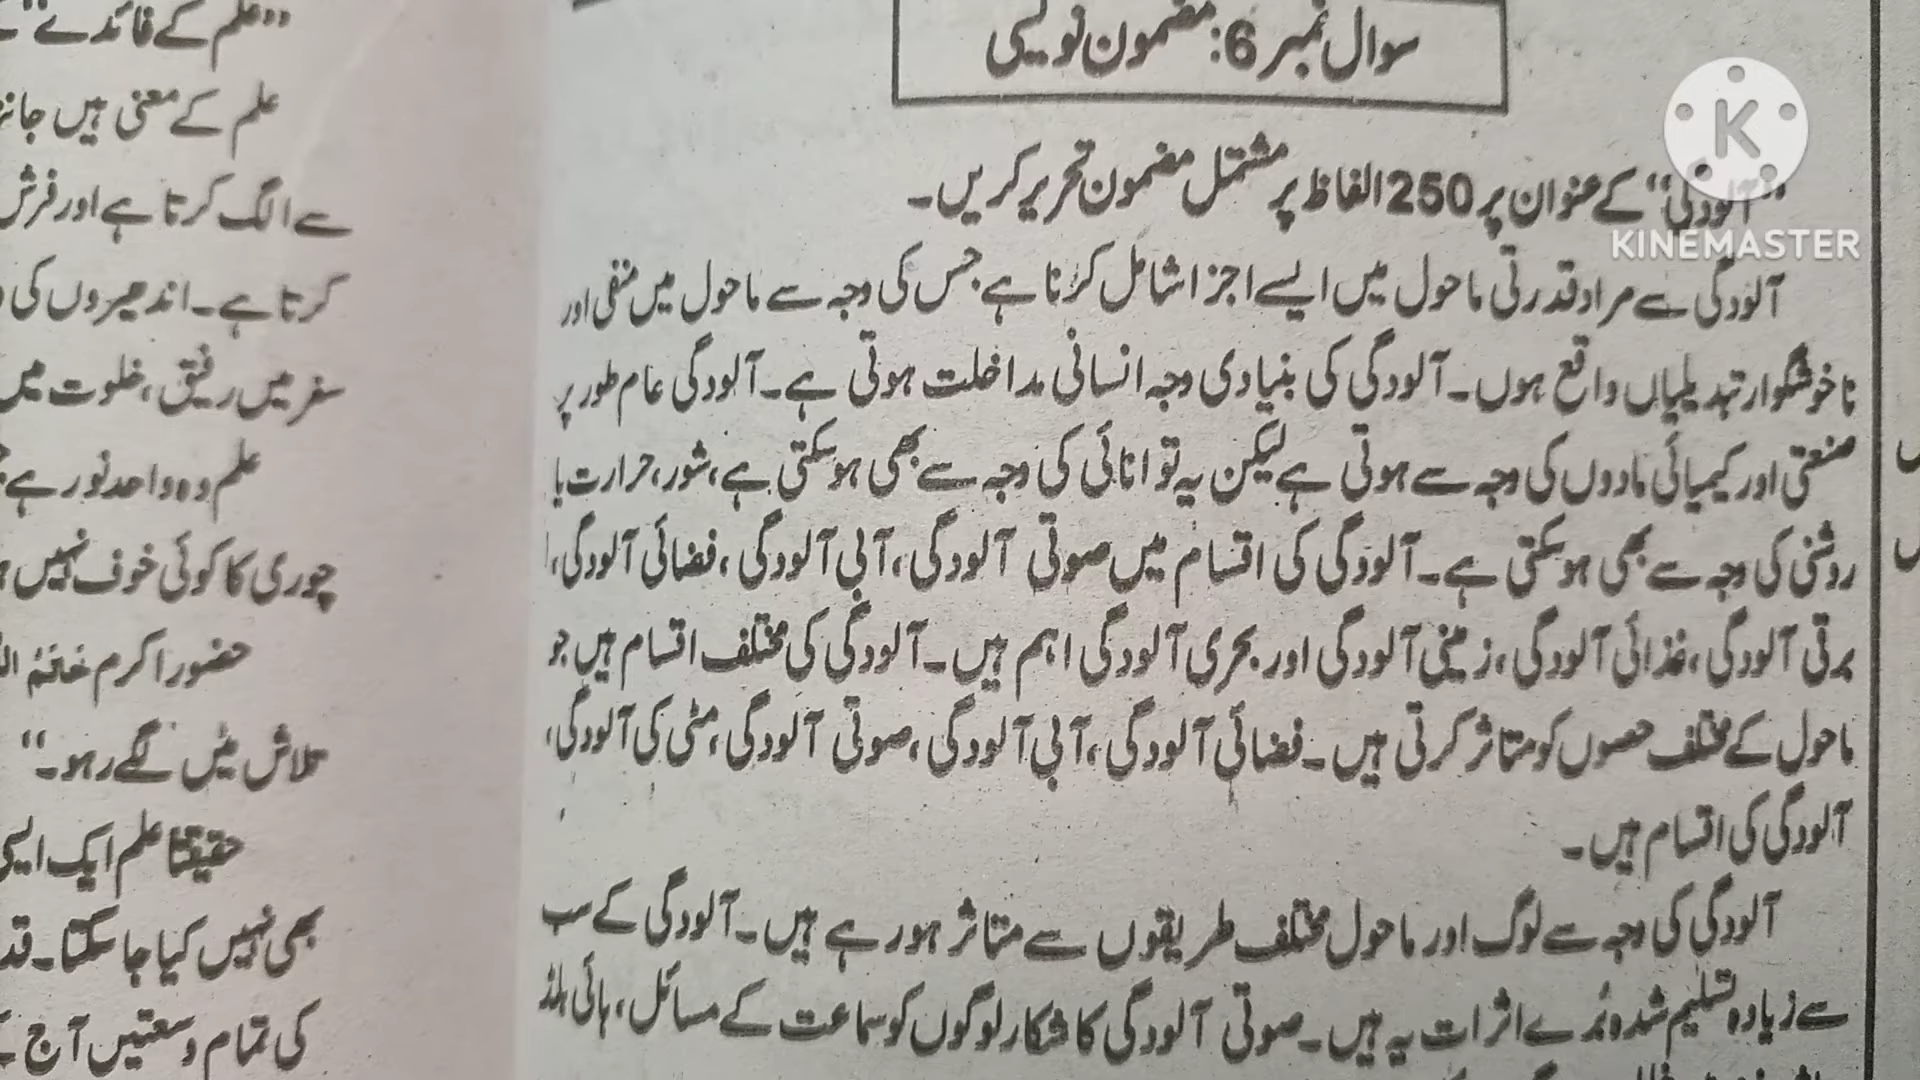 سوال نمبر 6: مضمون نویسی
"آلودگی" کے عنوان پر 250 الفاظ پر مشتمل مضمون تحریر کریں۔
آلودگی سے مراد قدرتی ماحول میں ایسے اجزا شامل کرنا ہے جس کی وجہ سے ماحول میں منفی اور
ناخوشگوار تبدیلیاں واقع ہوں۔ آلودگی کی بنیادی وجہ انسانی مداخلت ہوتی ہے۔ آلودگی عام طور پر
صنعتی اور کیمیائی مادوں کی وجہ سے ہوتی ہے لیکن یہ توانائی کی وجہ سے بھی ہوسکتی ہے، شور، حرارت یا
روشنی کی وجہ سے بھی ہوسکتی ہے۔ آلودگی کی اقسام میں صوتی آلودگی، آبی آلودگی، فضائی آلودگی،
برقی آلودگی، غذائی آلودگی، زمینی آلودگی اور بحری آلودگی اہم ہیں۔ آلودگی کی مختلف اقسام ہیں جو
ماحول کے مختلف حصوں کو متاثر کرتی ہیں۔ فضائی آلودگی، آبی آلودگی، صوتی آلودگی، مٹی کی آلودگی،
آلودگی کی اقسام ہیں۔
آلودگی کی وجہ سے لوگ اور ماحول مختلف طریقوں سے متاثر ہورہے ہیں۔ آلودگی کے سب
سے زیادہ تسلیم شدہ بُرے اثرات یہ ہیں۔ صوتی آلودگی کا شکار لوگوں کو سماعت کے مسائل، ہائی بلڈ
"علم کے فائدے"
علم کے معنی ہیں
سے الگ کرتا ہے اور
کرتا ہے۔ اندھیروں کی
سفر میں رفیق، خلوت میں
علم وہ واحد نور ہے
چوری کا کوئی خوف نہیں
حضور اکرم
تلاش میں لگے رہو۔"
حقیقتاً علم ایک ایسی
بھی نہیں کیا جا سکتا۔
کی تمام وسعتیں آج
KINEMASTER